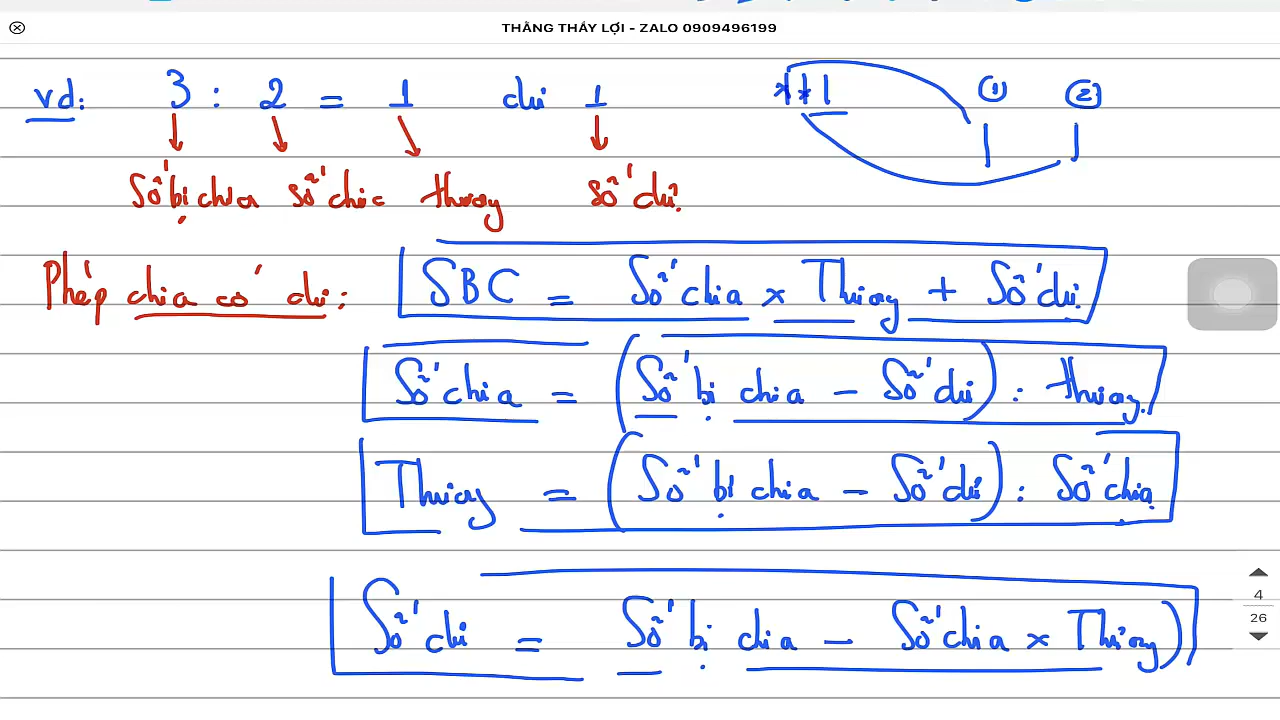 THẰNG THẦY LỢI - ZALO 0909496199
vd: 3 : 2 = 1 dư 1 ① ②
Số bị chia số chia thương số dư.
Phép chia có dư: SBC = Số chia x Thương + Số dư.
Số chia = (Số bị chia - Số dư) : thương.
Thương = (Số bị chia - Số dư) : Số chia
4
26
Số dư = Số bị chia - Số chia x Thương)